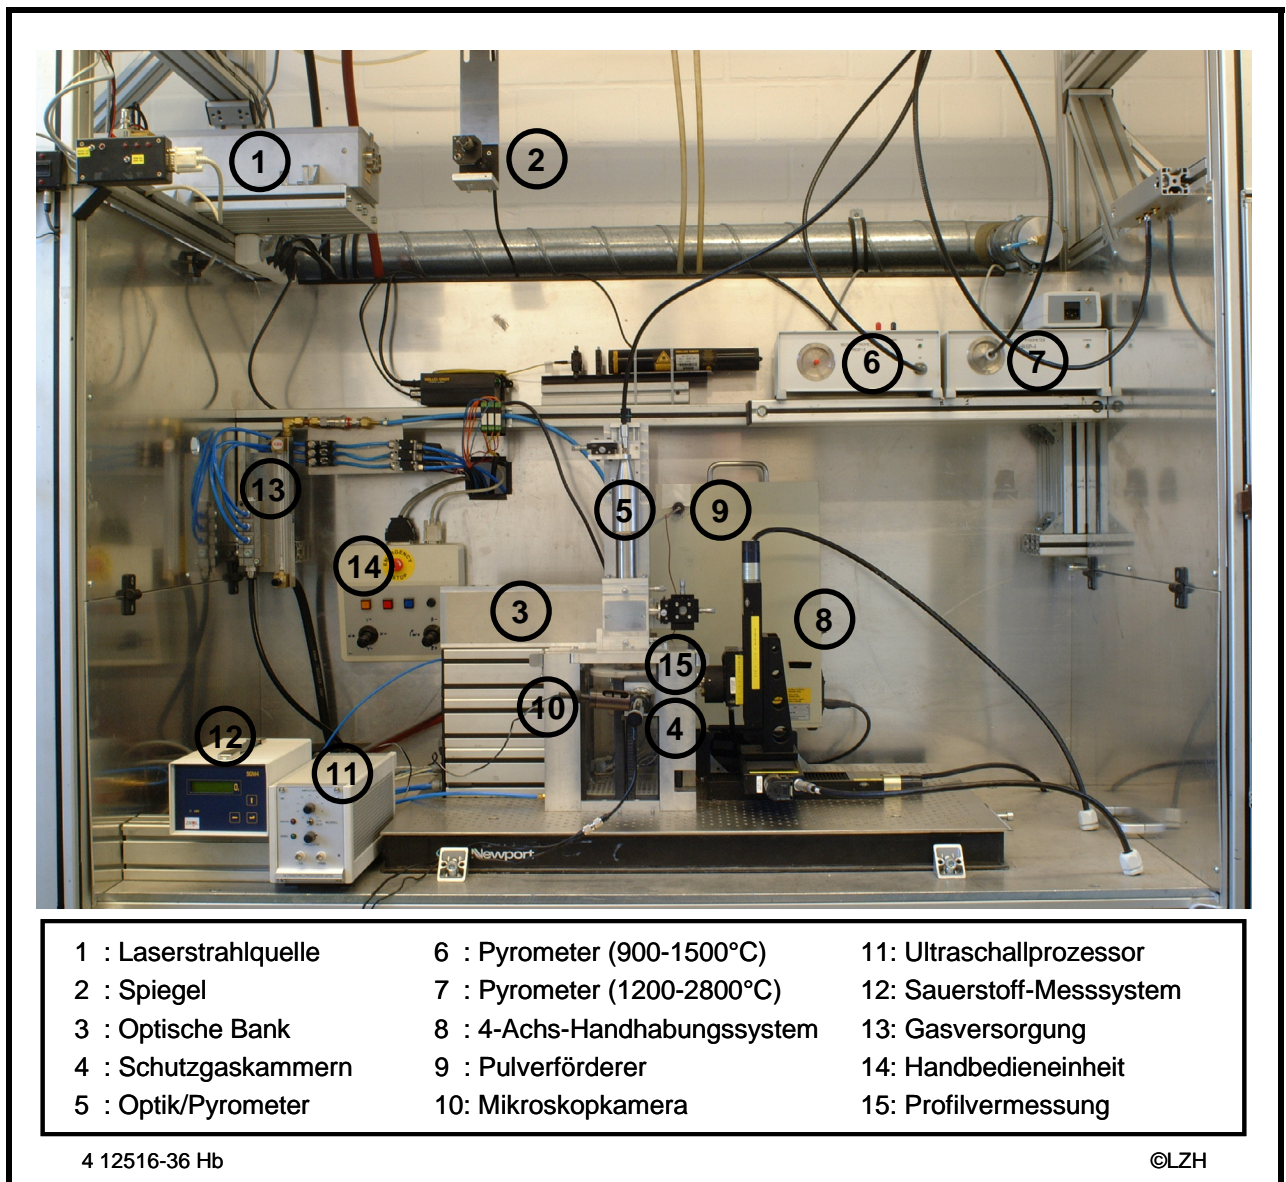 1
2
6
7
13
5
9
14
EMERGENCY
STOP
3
8
15
10
4
12
11
Newport
1 : Laserstrahlquelle
2 : Spiegel
3 : Optische Bank
4 : Schutzgaskammern
5 : Optik/Pyrometer
6 : Pyrometer (900-1500°C)
7 : Pyrometer (1200-2800°C)
8 : 4-Achs-Handhabungssystem
9 : Pulverförderer
10: Mikroskopkamera
11: Ultraschallprozessor
12: Sauerstoff-Messsystem
13: Gasversorgung
14: Handbedieneinheit
15: Profilvermessung
4 12516-36 Hb
©LZH